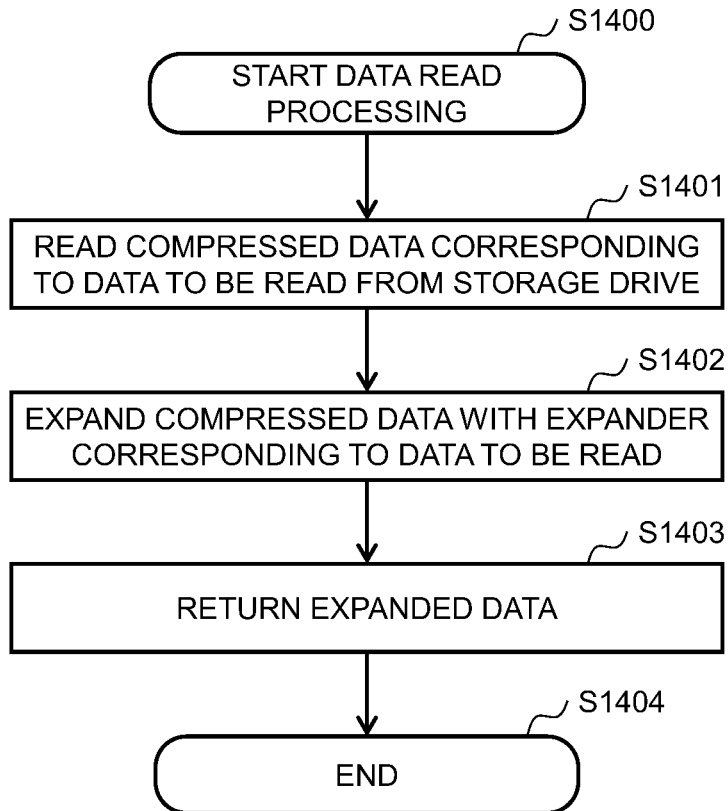 S1400
START DATA READ
PROCESSING
S1401
READ COMPRESSED DATA CORRESPONDING
TO DATA TO BE READ FROM STORAGE DRIVE
S1402
EXPAND COMPRESSED DATA WITH EXPANDER
CORRESPONDING TO DATA TO BE READ
S1403
RETURN EXPANDED DATA
S1404
END